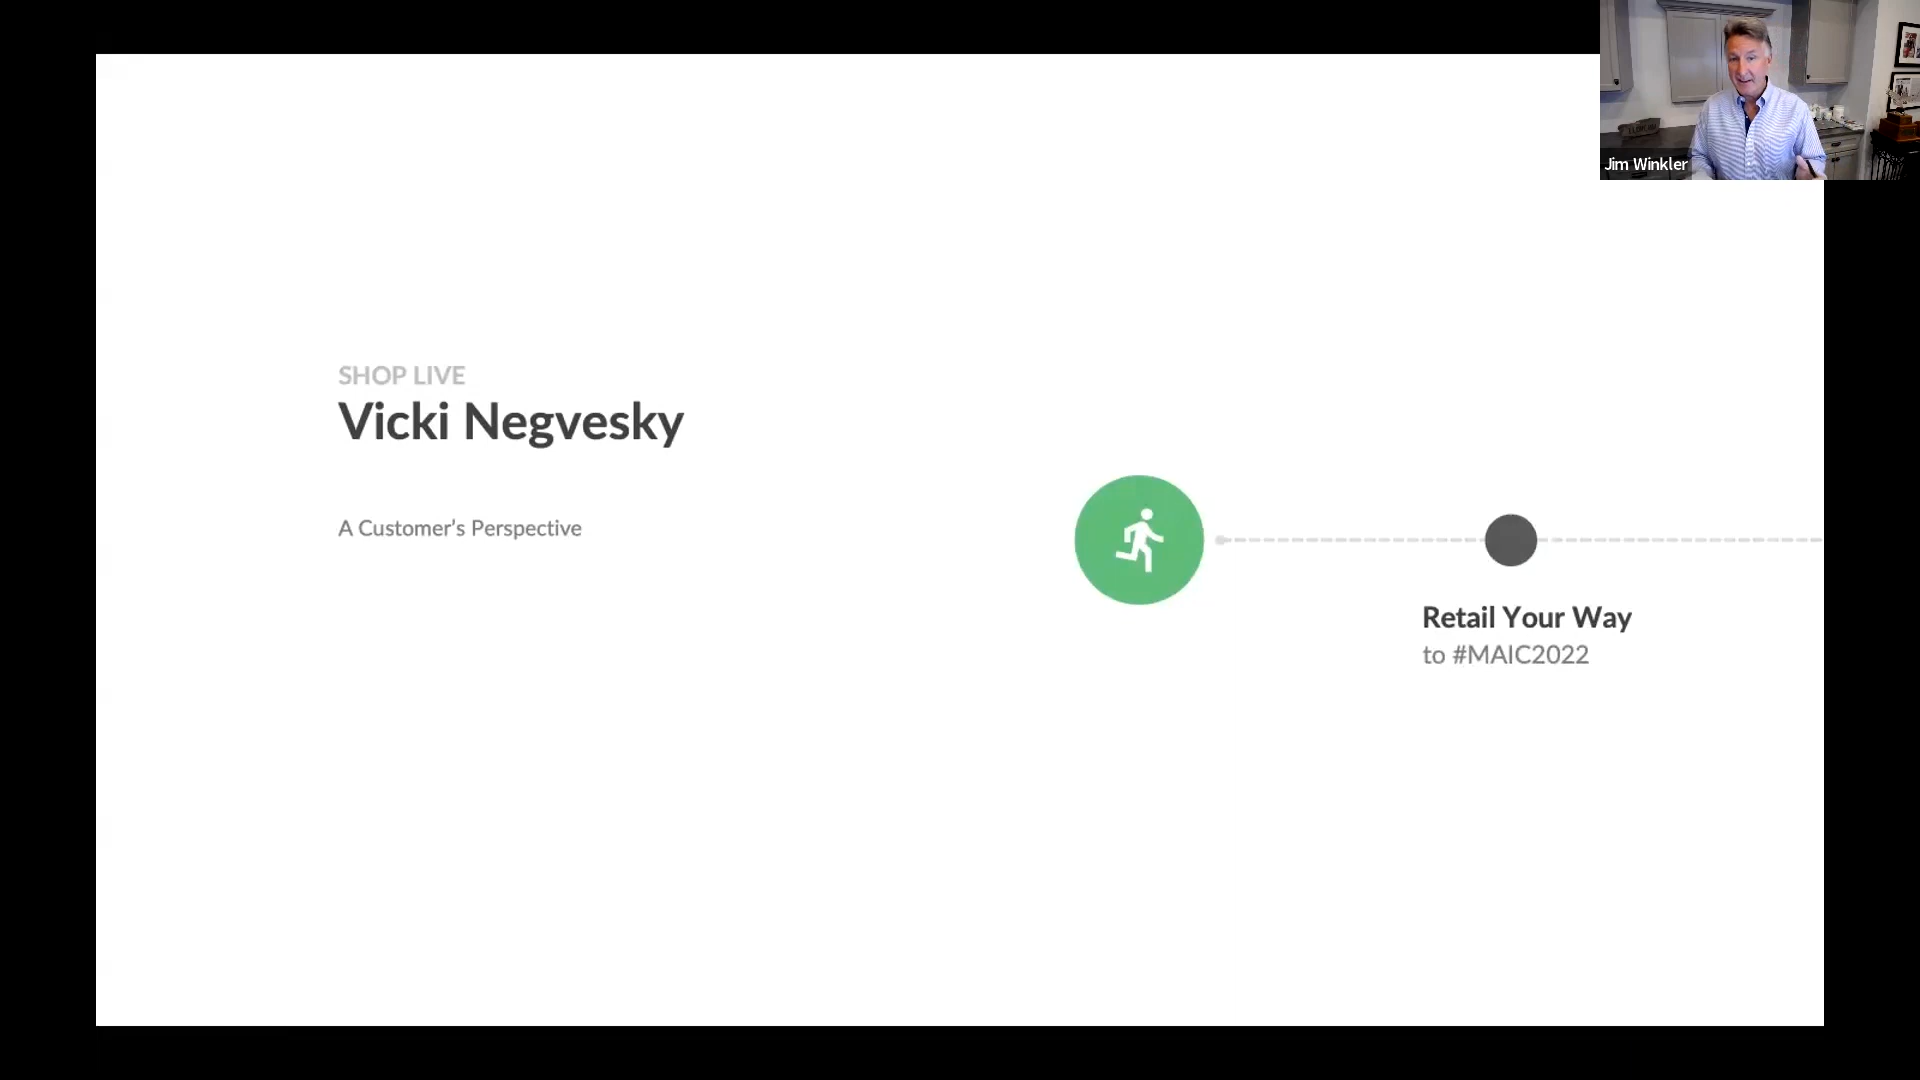 Jim Winkler
SHOP LIVE
Vicki Negvesky
A Customer’s Perspective
Retail Your Way
to #MAIC2022